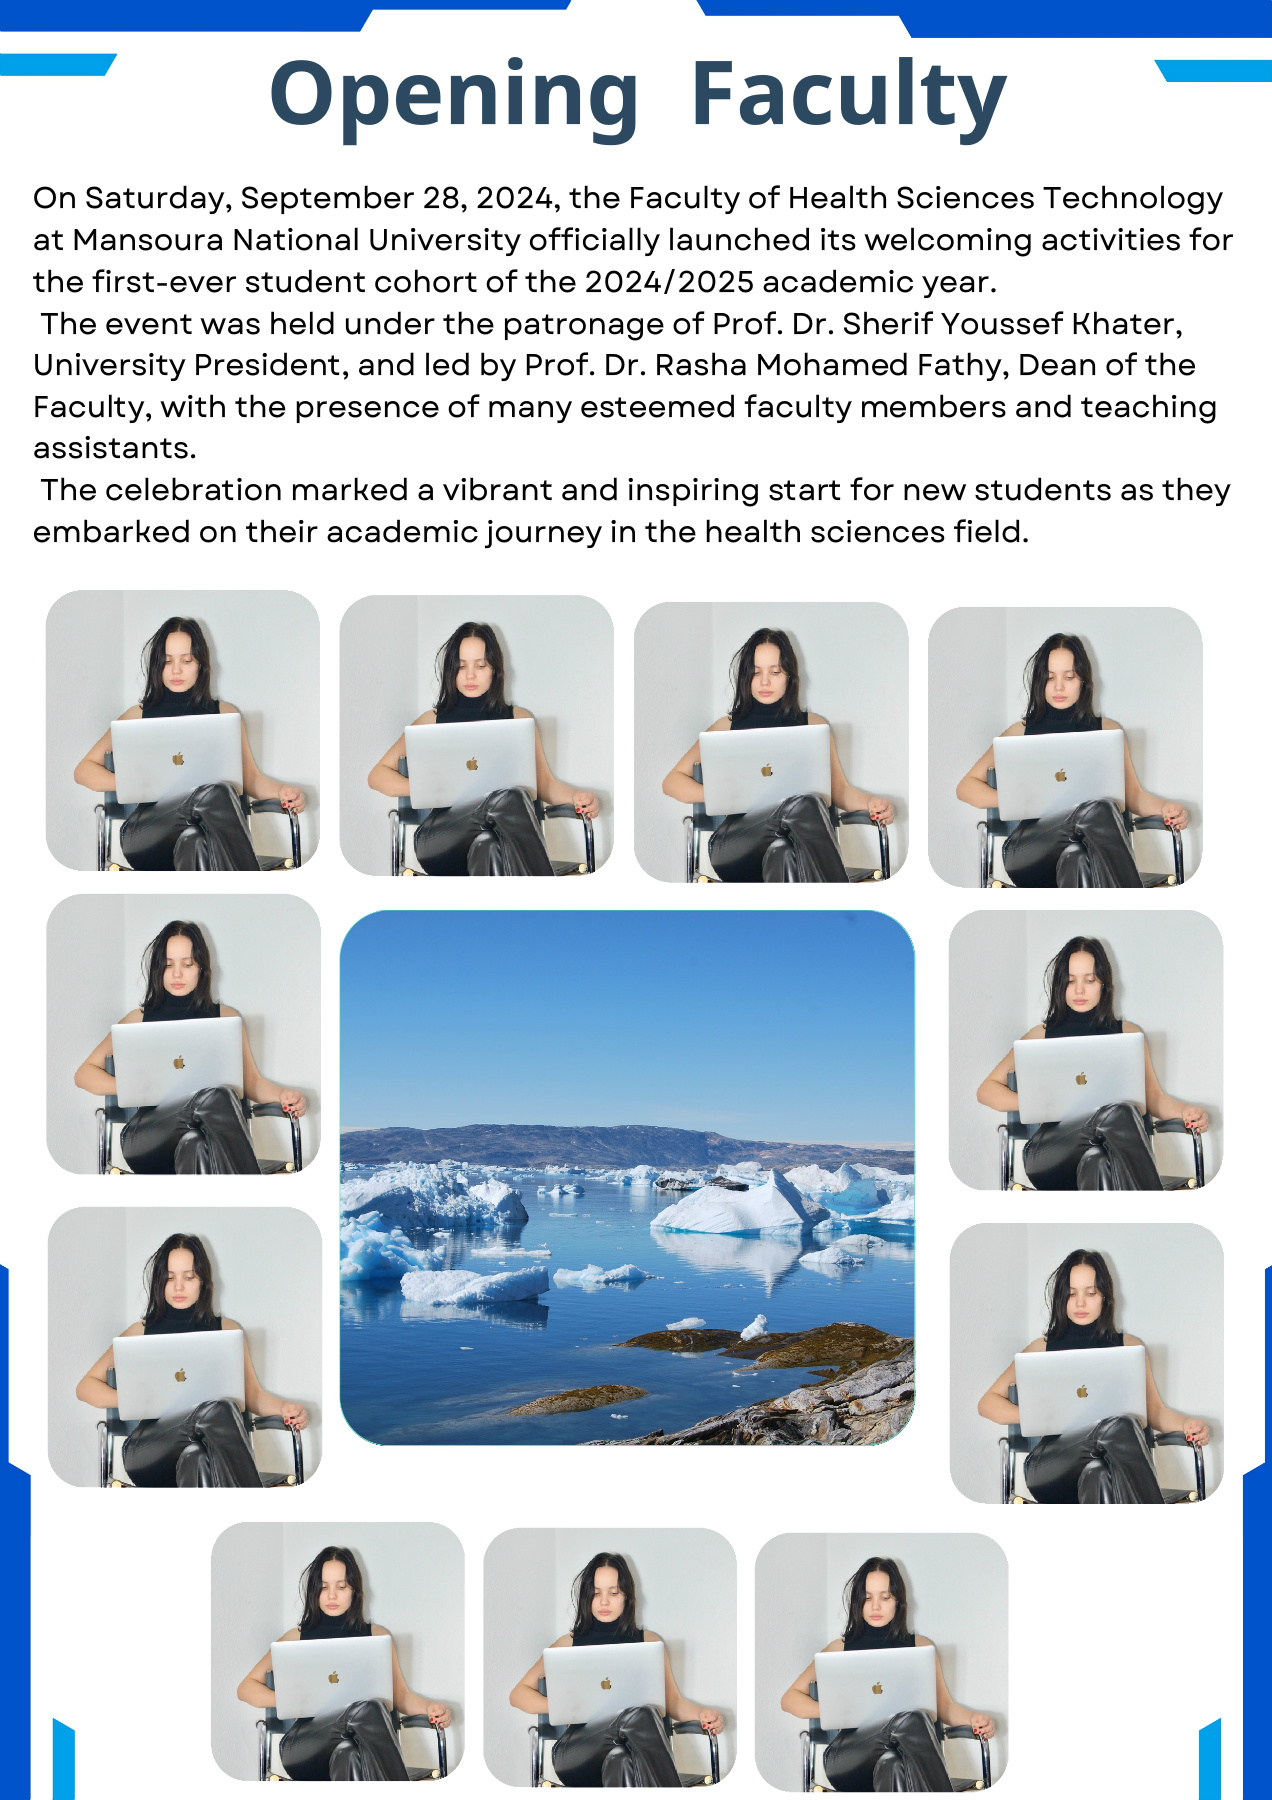 Opening Faculty
On Saturday, September 28, 2024, the Faculty of Health Sciences Technology
at Mansoura National University officially launched its welcoming activities for
the first-ever student cohort of the 2024/2025 academic year.
The event was held under the patronage of Prof. Dr. Sherif Youssef Khater,
University President, and led by Prof. Dr. Rasha Mohamed Fathy, Dean of the
Faculty, with the presence of many esteemed faculty members and teaching
assistants.
The celebration marked a vibrant and inspiring start for new students as they
embarked on their academic journey in the health sciences field.